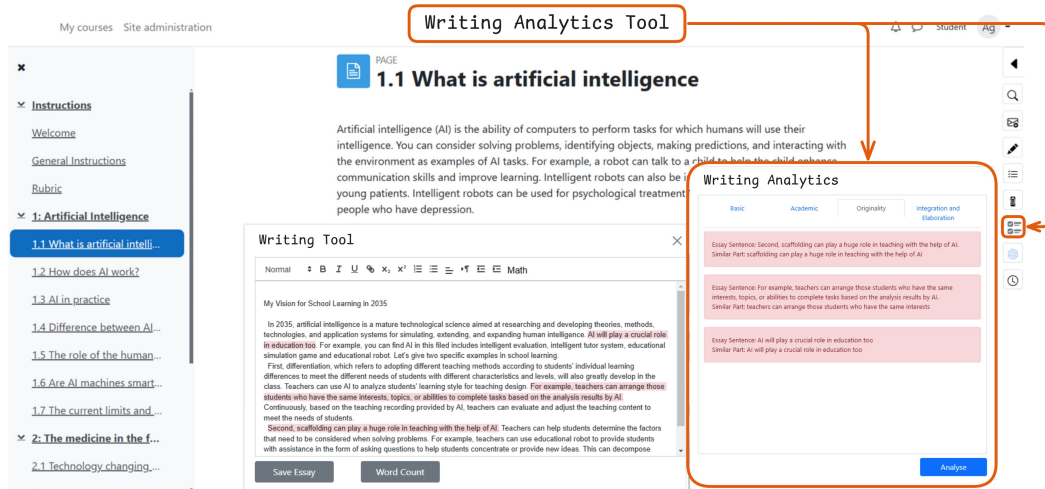 Writing Analytics Tool
My courses Site administration
Student Ag
PAGE
1.1 What is artificial intelligence
Instructions
Welcome
General Instructions
Rubric
1: Artificial Intelligence
1.1 What is artificial intelli...
1.2 How does AI work?
1.3 AI in practice
1.4 Difference between AI...
1.5 The role of the human...
1.6 Are AI machines smart...
1.7 The current limits and ...
2: The medicine in the f...
2.1 Technology changing ...
Artificial intelligence (AI) is the ability of computers to perform tasks for which humans will use their
intelligence. You can consider solving problems, identifying objects, making predictions, and interacting with
the environment as examples of AI tasks. For example, a robot can talk to a child to help the child enhance
communication skills and improve learning. Intelligent robots can also be
young patients. Intelligent robots can be used for psychological treatment
people who have depression.
Writing Tool
Normal B I U X₂ X² Math
My Vision for School Learning in 2035
In 2035, artificial intelligence is a mature technological science aimed at researching and developing theories, methods,
technologies, and application systems for simulating, extending, and expanding human intelligence. AI will play a crucial role
in education too. For example, you can find AI in this filed includes intelligent evaluation, intelligent tutor system, educational
simulation game and educational robot. Let's give two specific examples in school learning.
First, differentiation, which refers to adopting different teaching methods according to students' individual learning
differences to meet the different needs of students with different characteristics and levels, will also greatly develop in the
class. Teachers can use AI to analyze students' learning style for teaching design. For example, teachers can arrange those
students who have the same interests, topics, or abilities to complete tasks based on the analysis results by AI.
Continuously, based on the teaching recording provided by AI, teachers can evaluate and adjust the teaching content to
meet the needs of students.
Second, scaffolding can play a huge role in teaching with the help of AI. Teachers can help students determine the factors
that need to be considered when solving problems. For example, teachers can use educational robot to provide students
with assistance in the form of asking questions to help students concentrate or provide new ideas. This can decompose
Save Essay Word Count
Writing Analytics
Basic Academic Originality Integration and
Elaboration
Essay Sentence: Second, scaffolding can play a huge role in teaching with the help of AI.
Similar Part: scaffolding can play a huge role in teaching with the help of AI
Essay Sentence: For example, teachers can arrange those students who have the same
interests, topics, or abilities to complete tasks based on the analysis results by AI.
Similar Part: teachers can arrange those students who have the same interests
Essay Sentence: AI will play a crucial role in education too
Similar Part: AI will play a crucial role in education too
Analyse